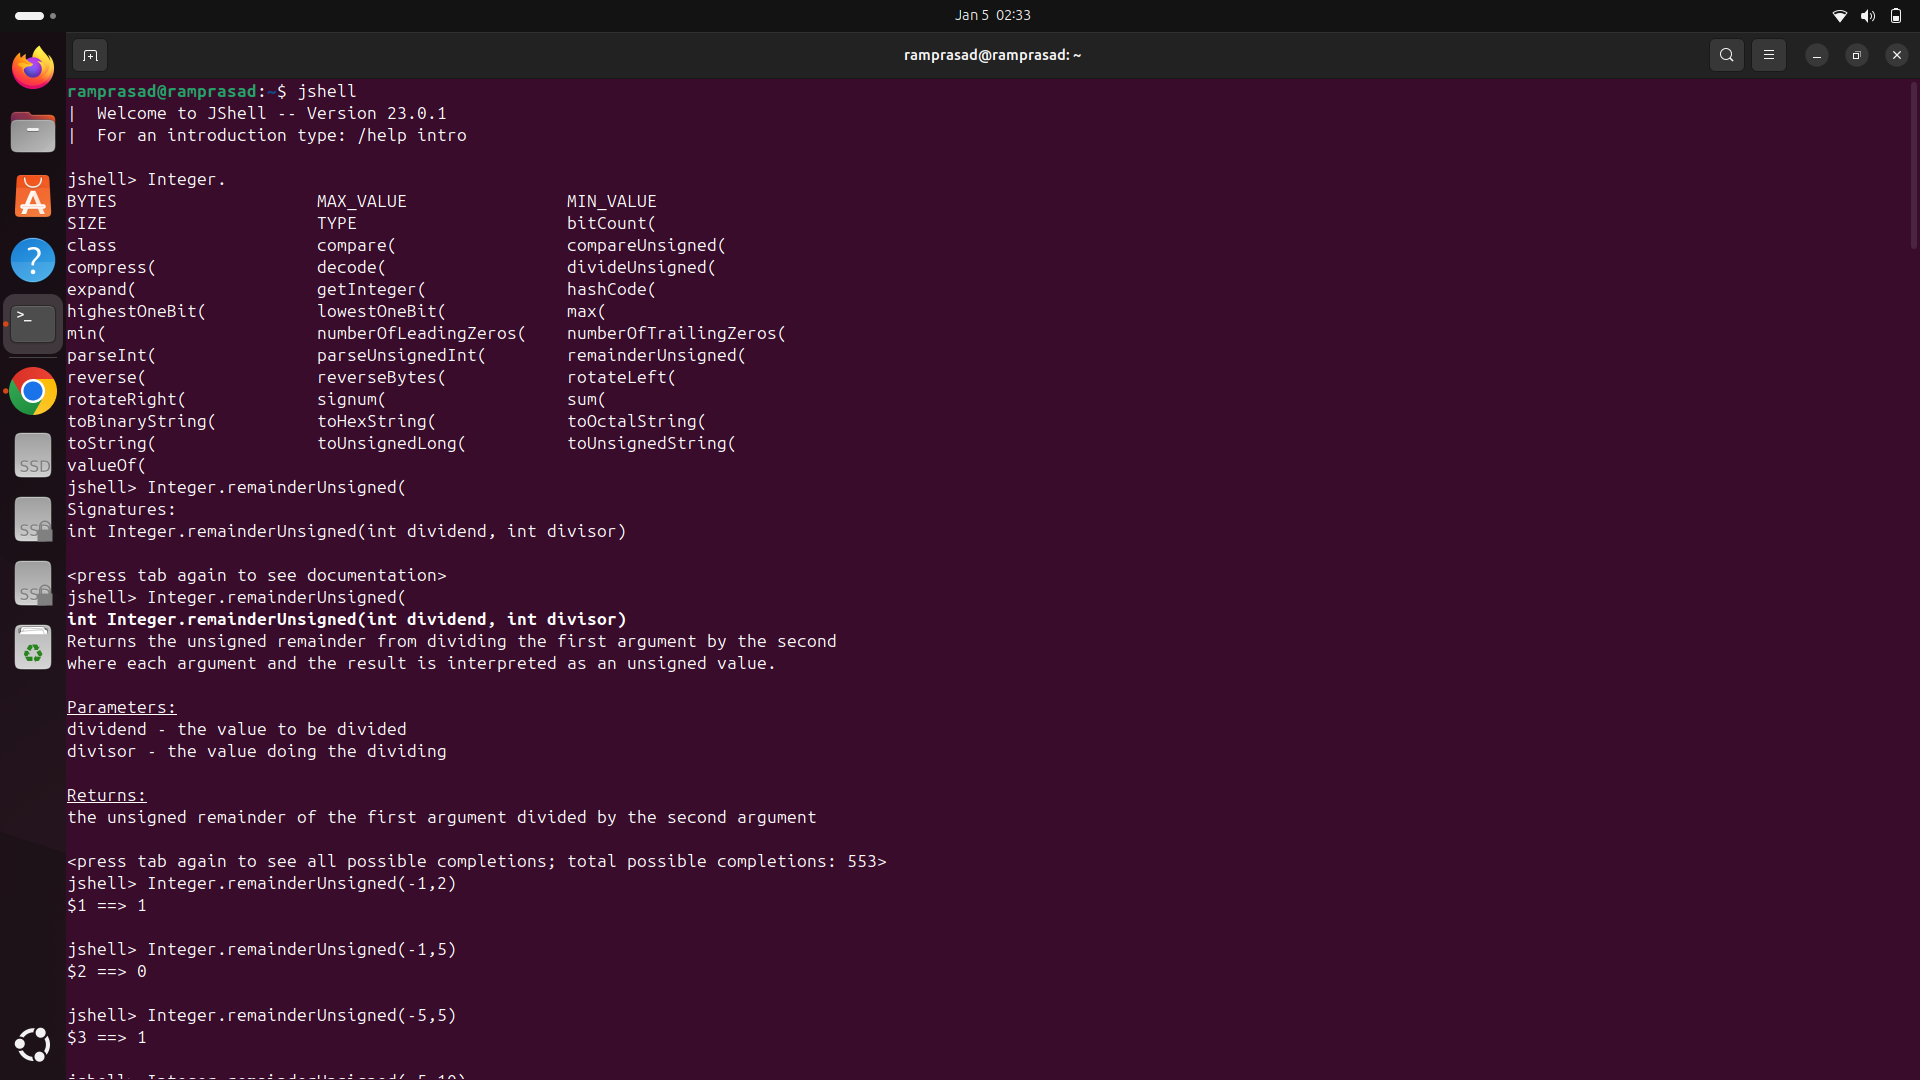 Jan 5 02:33
ramprasad@ramprasad: ~
ramprasad@ramprasad:~$ jshell
|  Welcome to JShell -- Version 23.0.1
|  For an introduction type: /help intro
jshell> Integer.
BYTES                    MAX_VALUE                MIN_VALUE
SIZE                     TYPE                     bitCount(
class                    compare(                 compareUnsigned(
compress(                decode(                  divideUnsigned(
expand(                  getInteger(              hashCode(
highestOneBit(           lowestOneBit(            max(
min(                     numberOfLeadingZeros(    numberOfTrailingZeros(
parseInt(                parseUnsignedInt(        remainderUnsigned(
reverse(                 reverseBytes(            rotateLeft(
rotateRight(             signum(                  sum(
toBinaryString(          toHexString(             toOctalString(
toString(                toUnsignedLong(          toUnsignedString(
valueOf(
jshell> Integer.remainderUnsigned(
Signatures:
int Integer.remainderUnsigned(int dividend, int divisor)
<press tab again to see documentation>
jshell> Integer.remainderUnsigned(
int Integer.remainderUnsigned(int dividend, int divisor)
Returns the unsigned remainder from dividing the first argument by the second
where each argument and the result is interpreted as an unsigned value.
Parameters:
dividend - the value to be divided
divisor - the value doing the dividing
Returns:
the unsigned remainder of the first argument divided by the second argument
<press tab again to see all possible completions; total possible completions: 553>
jshell> Integer.remainderUnsigned(-1,2)
$1 ==> 1
jshell> Integer.remainderUnsigned(-1,5)
$2 ==> 0
jshell> Integer.remainderUnsigned(-5,5)
$3 ==> 1
SSD
SSD
SSD